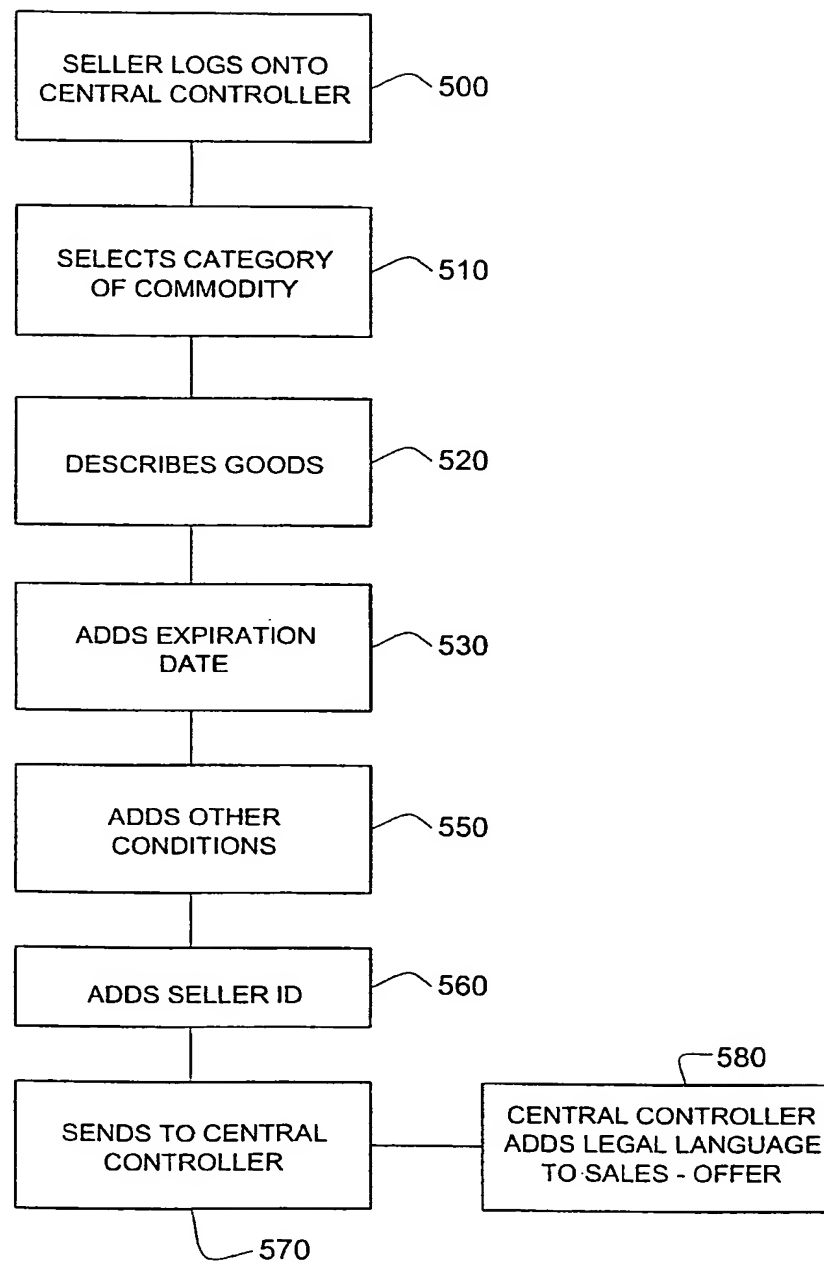 SELLER LOGS ONTO
CENTRAL CONTROLLER
500
SELECTS CATEGORY
OF COMMODITY
510
DESCRIBES GOODS
520
ADDS EXPIRATION
DATE
530
ADDS OTHER
CONDITIONS
550
ADDS SELLER ID
560
SENDS TO CENTRAL
CONTROLLER
570
580
CENTRAL CONTROLLER
ADDS LEGAL LANGUAGE
TO SALES - OFFER